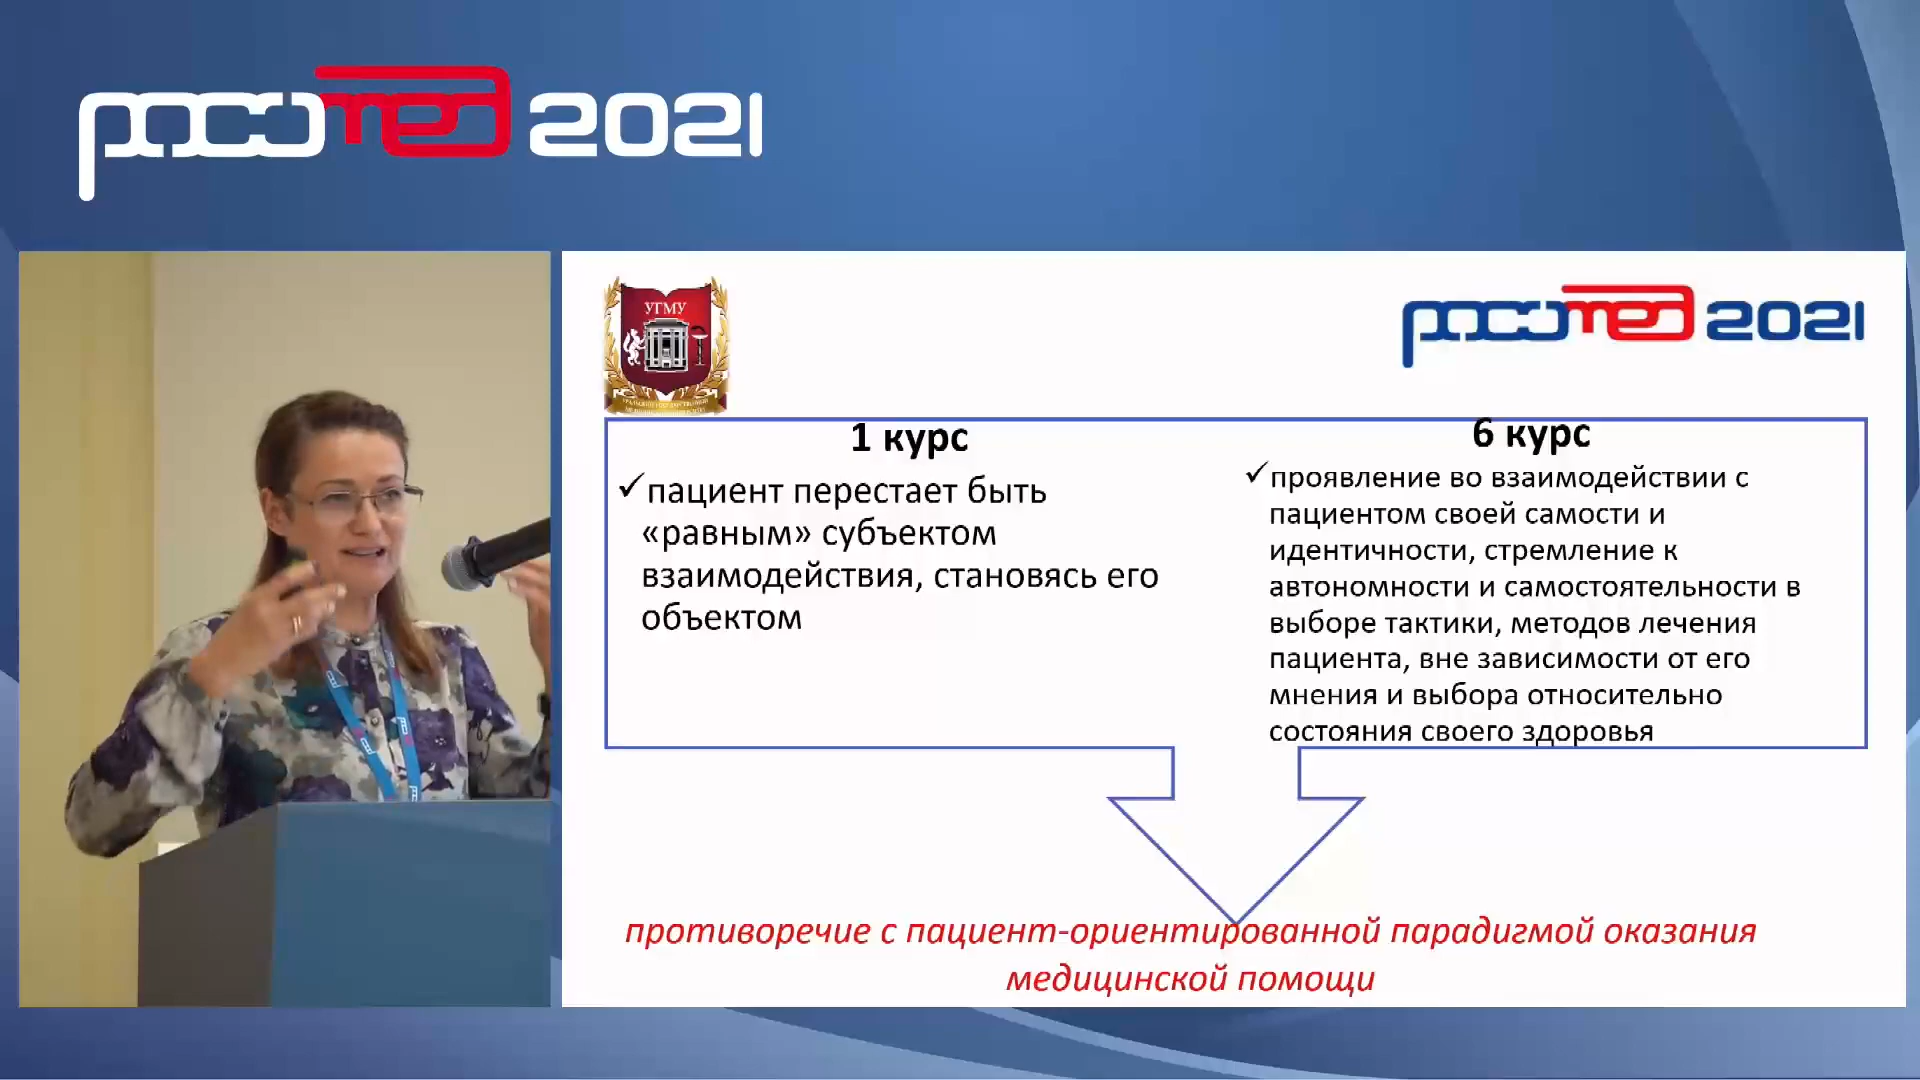 росомед 2021
УГМУ
росомед 2021
1 курс
✓пациент перестает быть
«равным» субъектом
взаимодействия, становясь его
объектом
6 курс
✓проявление во взаимодействии с
пациентом своей самости и
идентичности, стремление к
автономности и самостоятельности в
выборе тактики, методов лечения
пациента, вне зависимости от его
мнения и выбора относительно
состояния своего здоровья
противоречие с пациент-ориентированной парадигмой оказания
медицинской помощи